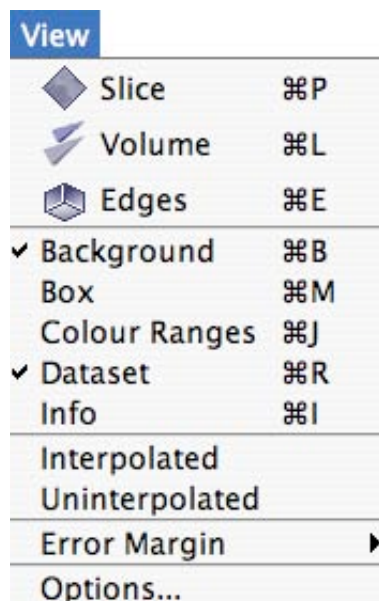 View
Slice ⌘P
Volume ⌘L
Edges ⌘E
✓ Background ⌘B
Box ⌘M
Colour Ranges ⌘J
✓ Dataset ⌘R
Info ⌘I
Interpolated
Uninterpolated
Error Margin
Options...